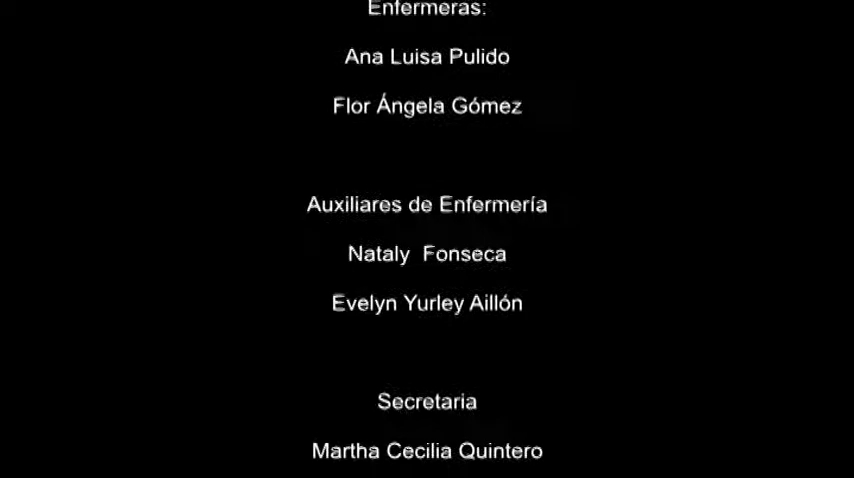 Enfermeras:
Ana Luisa Pulido
Flor Ángela Gómez
Auxiliares de Enfermería
Nataly Fonseca
Evelyn Yurley Aillón
Secretaria
Martha Cecilia Quintero